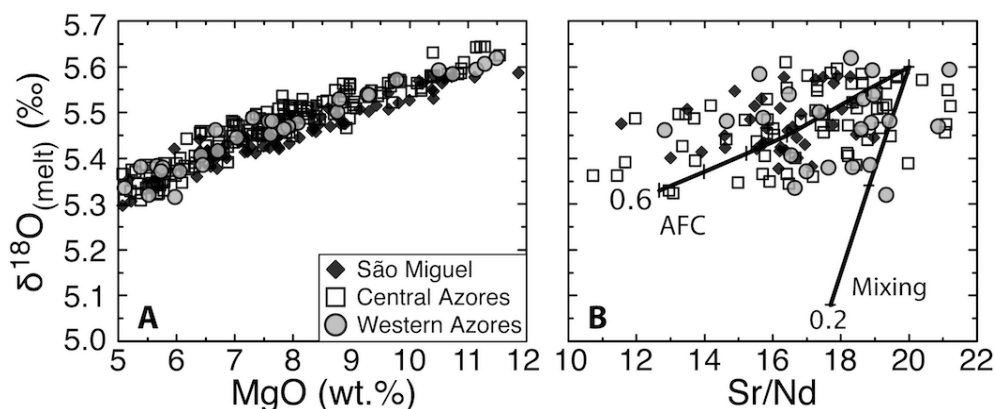 5.7
5.6
5.5
5.4
5.3
5.2
5.1
5.0
δ18O(melt) (‰)
São Miguel
Central Azores
Western Azores
A
5 6 7 8 9 10 11 12
MgO (wt.%)
0.6
AFC
Mixing
0.2
B
10 12 14 16 18 20 22
Sr/Nd